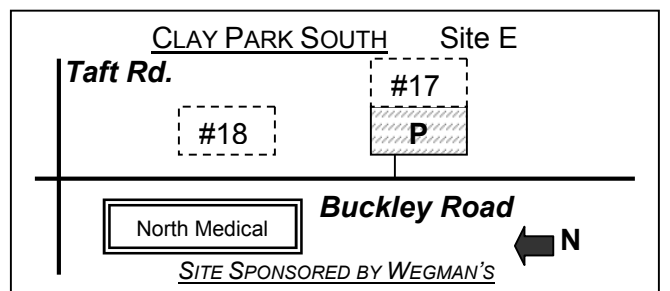 CLAY PARK SOUTH Site E
Taft Rd.
#17
#18
P
Buckley Road
North Medical
N
SITE SPONSORED BY WEGMAN'S